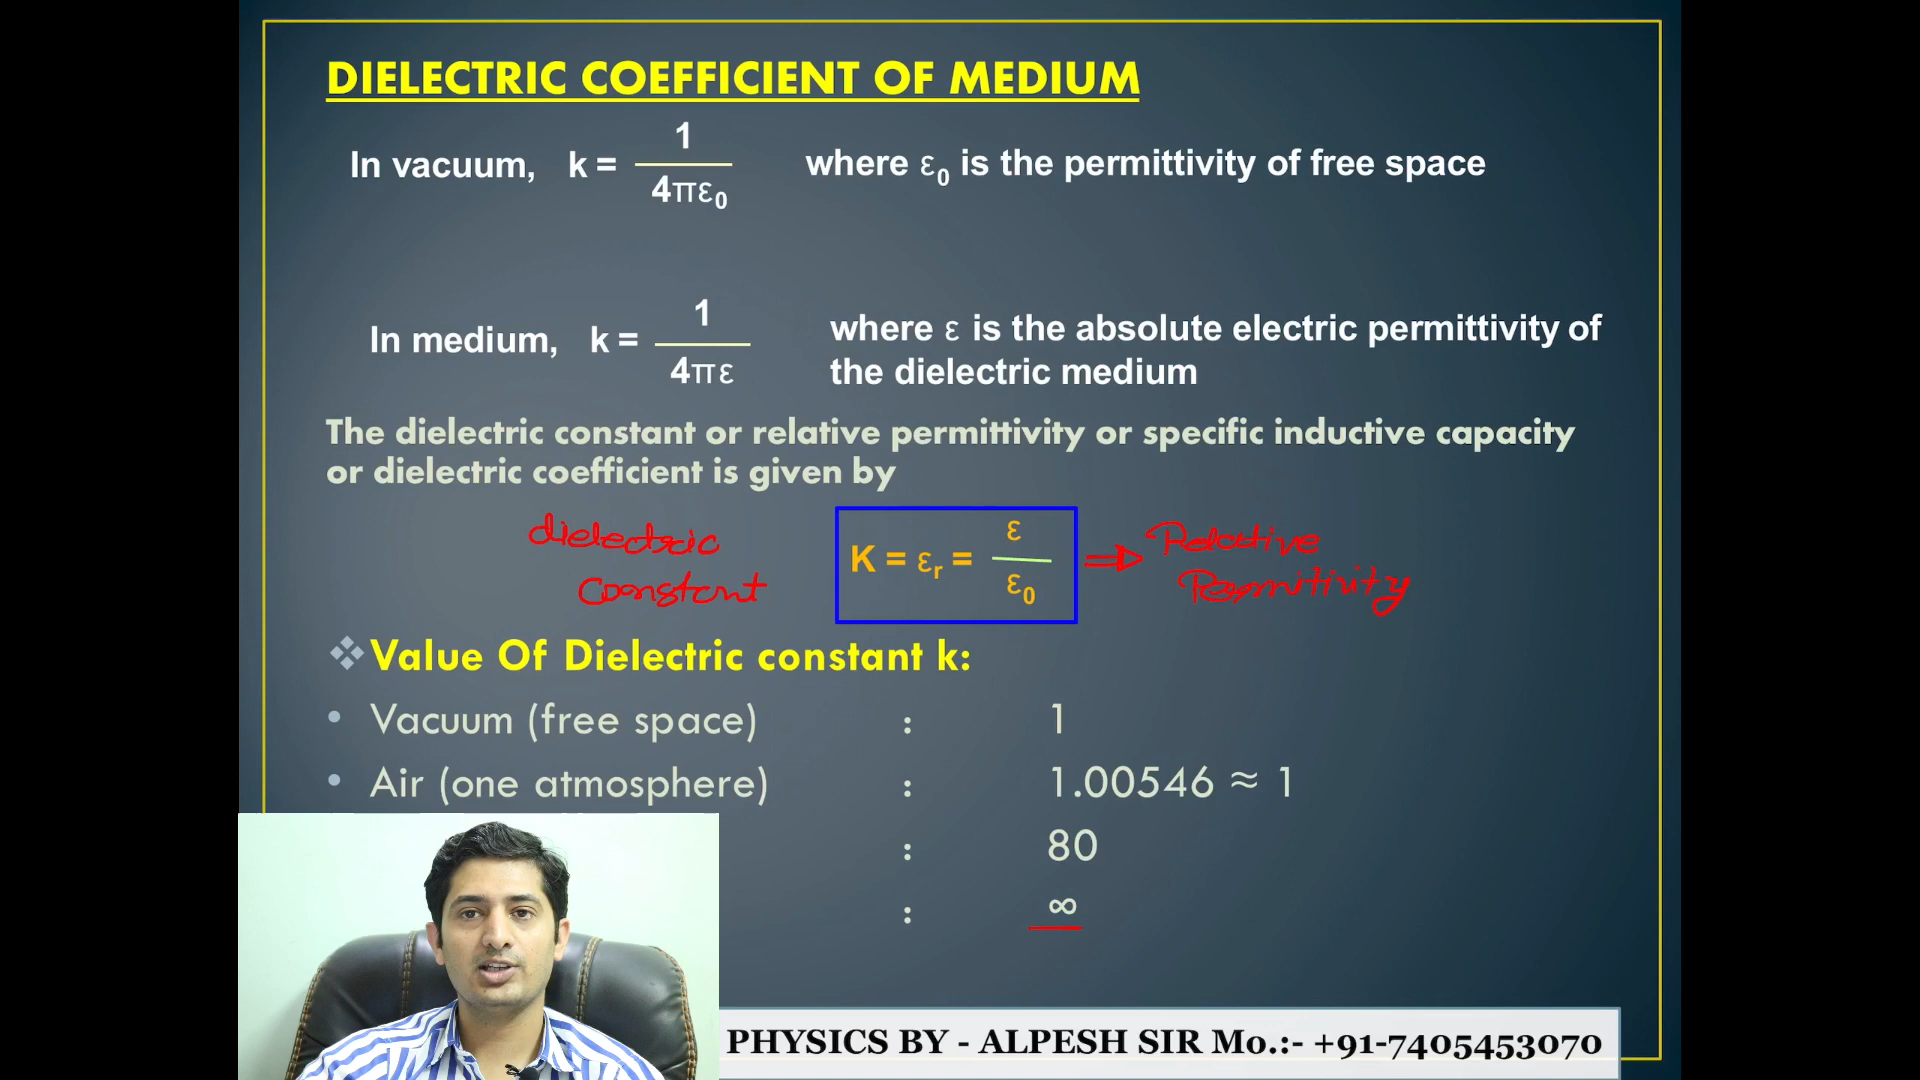 DIELECTRIC COEFFICIENT OF MEDIUM
In vacuum, k = 1 / 4πε₀ where ε₀ is the permittivity of free space
In medium, k = 1 / 4πε where ε is the absolute electric permittivity of
the dielectric medium
The dielectric constant or relative permittivity or specific inductive capacity
or dielectric coefficient is given by
dielectric
constant
K = εᵣ = ε / ε₀
⇒ Relative
Permitivity
❖ Value Of Dielectric constant k:
• Vacuum (free space) : 1
• Air (one atmosphere) : 1.00546 ≈ 1
: 80
: ∞
PHYSICS BY - ALPESH SIR Mo.:- +91-7405453070